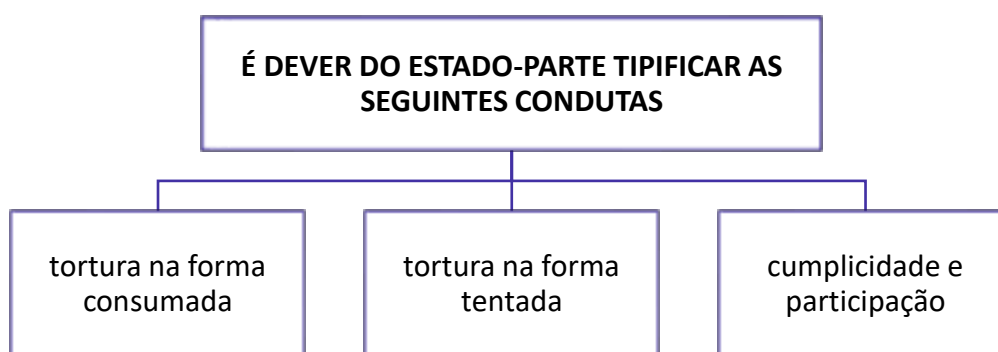 É DEVER DO ESTADO-PARTE TIPIFICAR AS
SEGUINTES CONDUTAS
tortura na forma
consumada
tortura na forma
tentada
cumplicidade e
participação